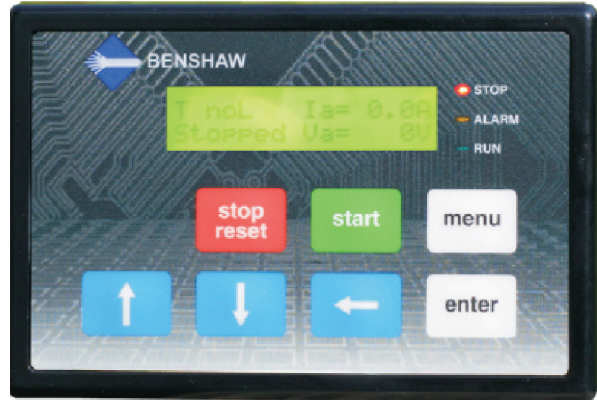 BENSHAW
T noL Ia= 0.0A
Stopped Va= 0V
STOP
ALARM
RUN
stop
reset
start
menu
enter